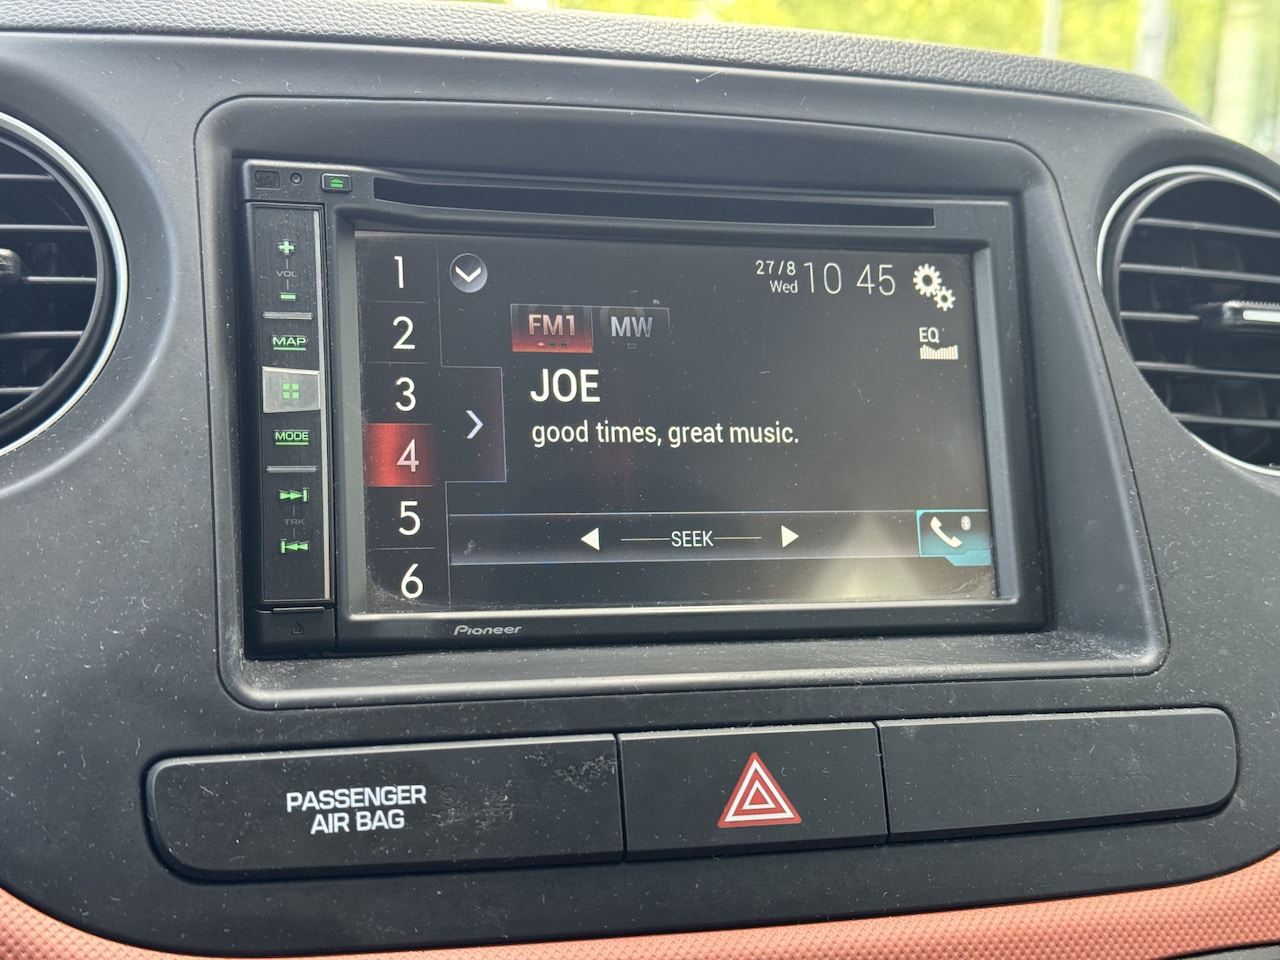 VOL
MAP
MODE
TRK
1
2
3
4
5
6
27/8
Wed
10 45
EQ
FM1
MW
JOE
good times, great music.
SEEK
Pioneer
PASSENGER
AIR BAG